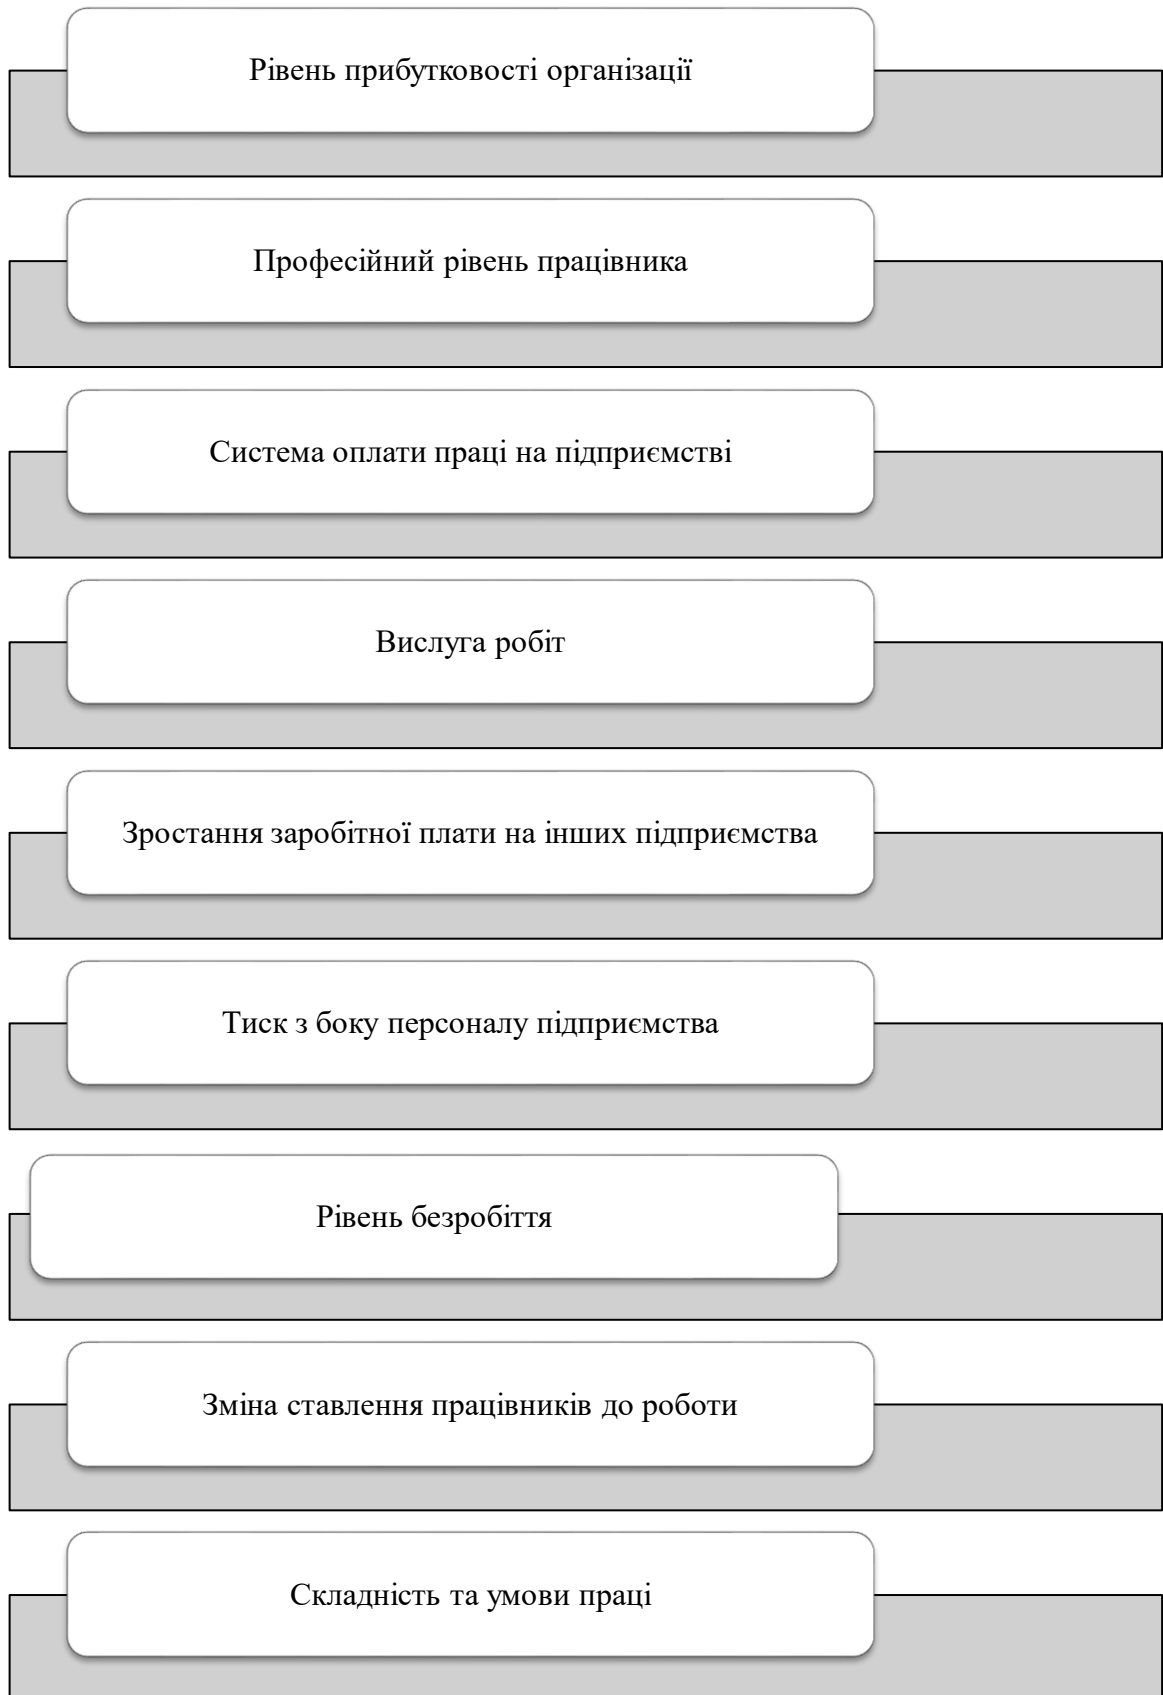 Рівень прибутковості організації
Професійний рівень працівника
Система оплати праці на підприємстві
Вислуга робіт
Зростання заробітної плати на інших підприємства
Тиск з боку персоналу підприємства
Рівень безробіття
Зміна ставлення працівників до роботи
Складність та умови праці